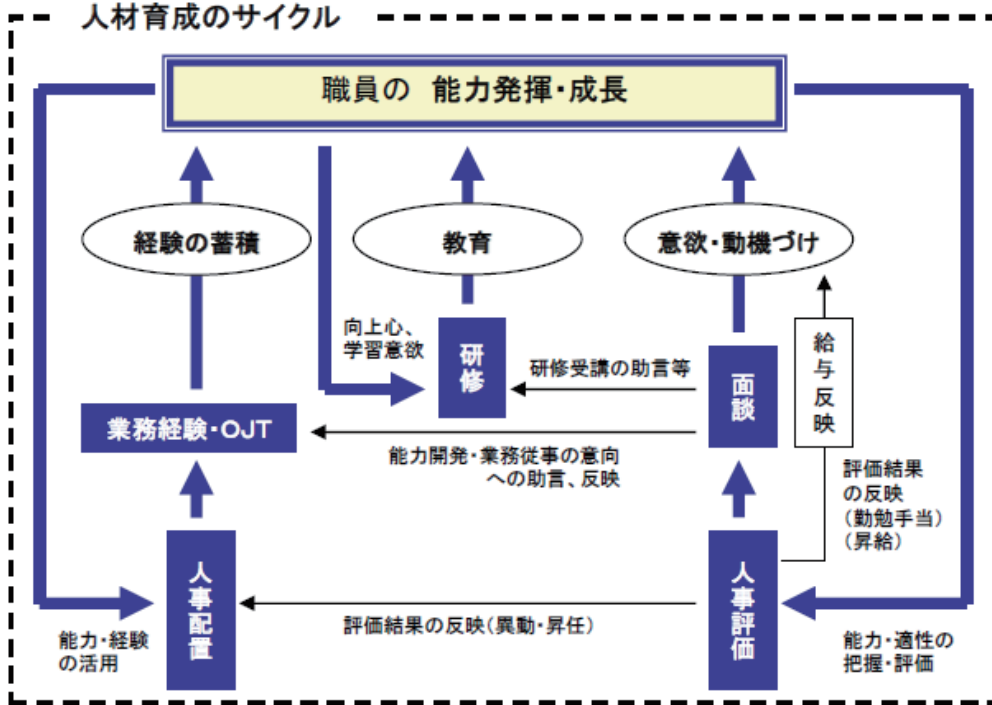 人材育成のサイクル
職員の 能力発揮・成長
経験の蓄積
教育
意欲・動機づけ
向上心、
学習意欲
研修
研修受講の助言等
面談
給与反映
業務経験・OJT
能力開発・業務従事の意向
への助言、反映
評価結果
の反映
(勤勉手当)
(昇給)
人事配置
評価結果の反映(異動・昇任)
人事評価
能力・経験
の活用
能力・適性の
把握・評価